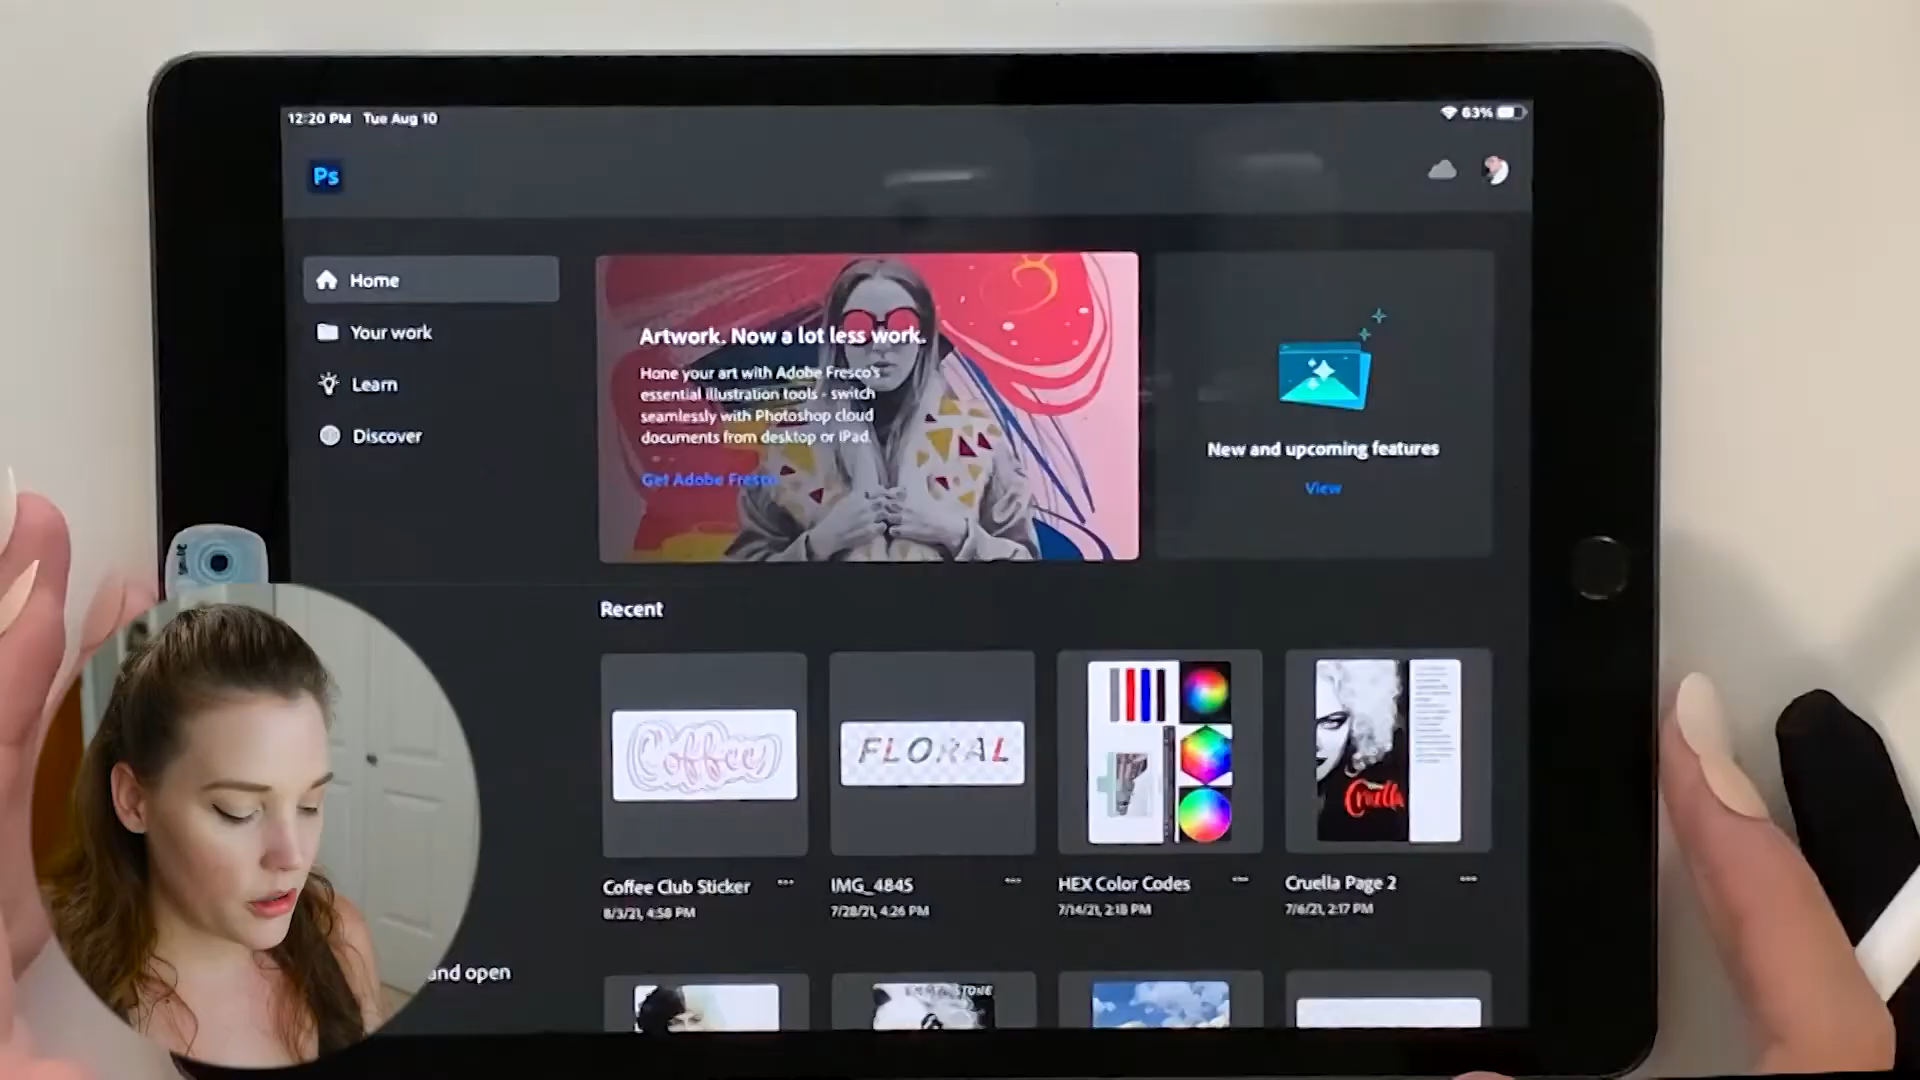 12:20 PM Tue Aug 10
63%
Ps
Home
Your work
Learn
Discover
Artwork. Now a lot less work.
Hone your art with Adobe Fresco's
essential illustration tools - switch
seamlessly with Photoshop cloud
documents from desktop or iPad.
Get Adobe Fresco
New and upcoming features
View
Recent
Coffee
FLORAL
Cruella
Coffee Club Sticker
8/3/21, 4:58 PM
IMG_4845
7/28/21, 4:26 PM
HEX Color Codes
7/14/21, 2:18 PM
Cruella Page 2
7/6/21, 2:17 PM
and open
EMMA STONE